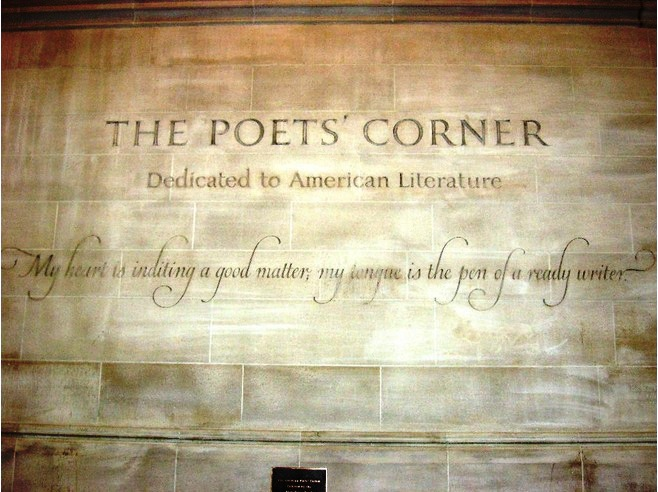 THE POETS' CORNER
Dedicated to American Literature
My heart is inditing a good matter; my tongue is the pen of a ready writer